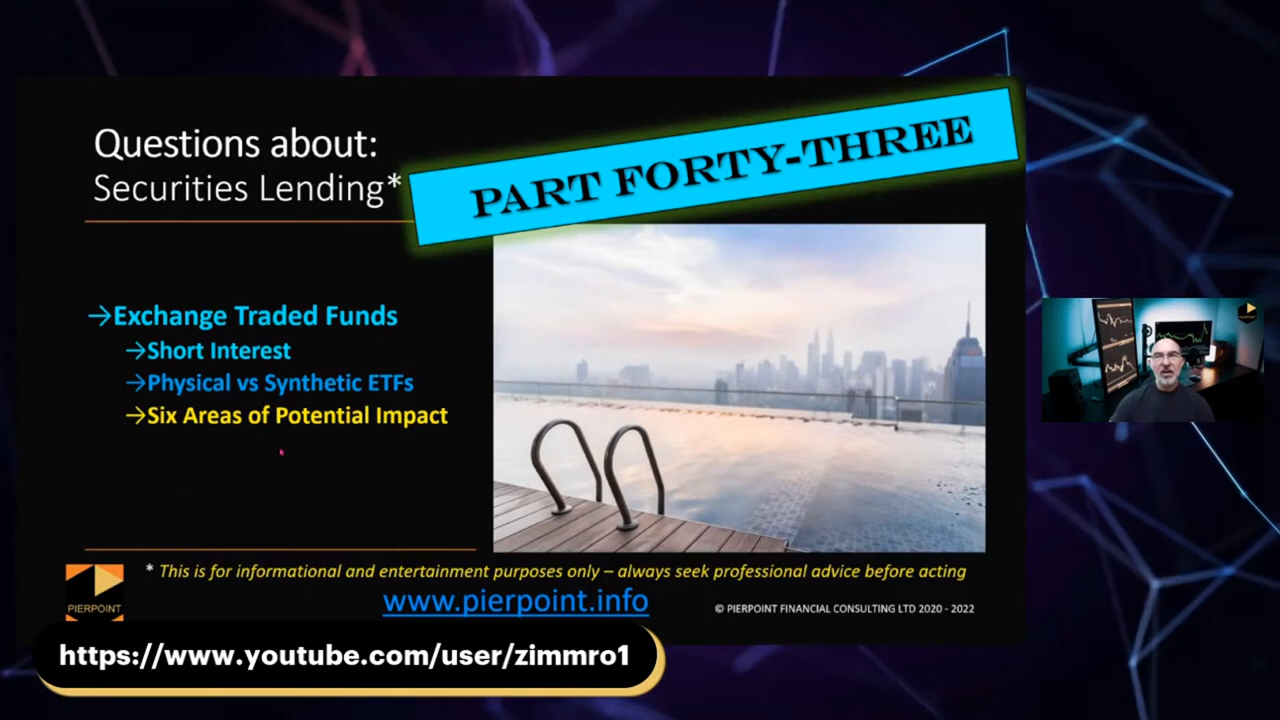 Questions about:
Securities Lending*
PART FORTY-THREE
→Exchange Traded Funds
→Short Interest
→Physical vs Synthetic ETFs
→Six Areas of Potential Impact
* This is for informational and entertainment purposes only – always seek professional advice before acting
PIERPOINT
www.pierpoint.info
© PIERPOINT FINANCIAL CONSULTING LTD 2020 - 2022
https://www.youtube.com/user/zimmro1